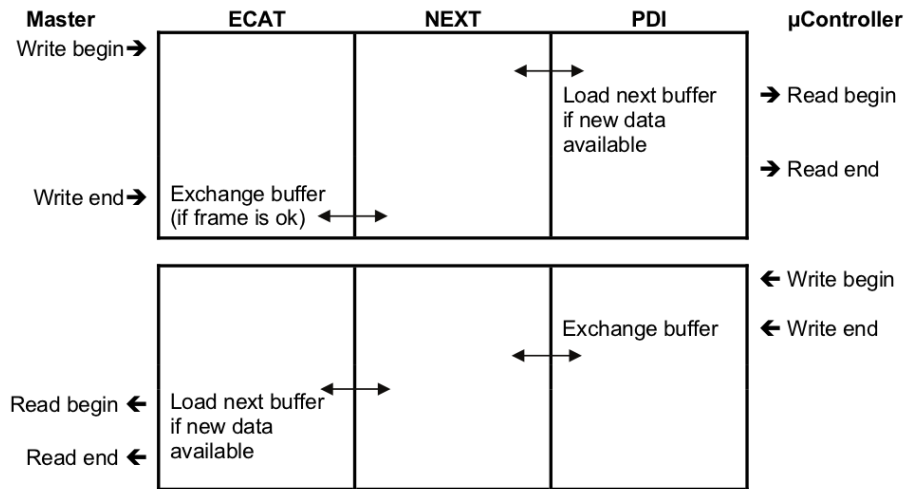 Master ECAT NEXT PDI µController
Write begin➔
Load next buffer
if new data
available
➔ Read begin
➔ Read end
Write end➔
Exchange buffer
(if frame is ok)
🡰 Write begin
Exchange buffer
🡰 Write end
Read begin 🡰
Load next buffer
if new data
available
Read end 🡰